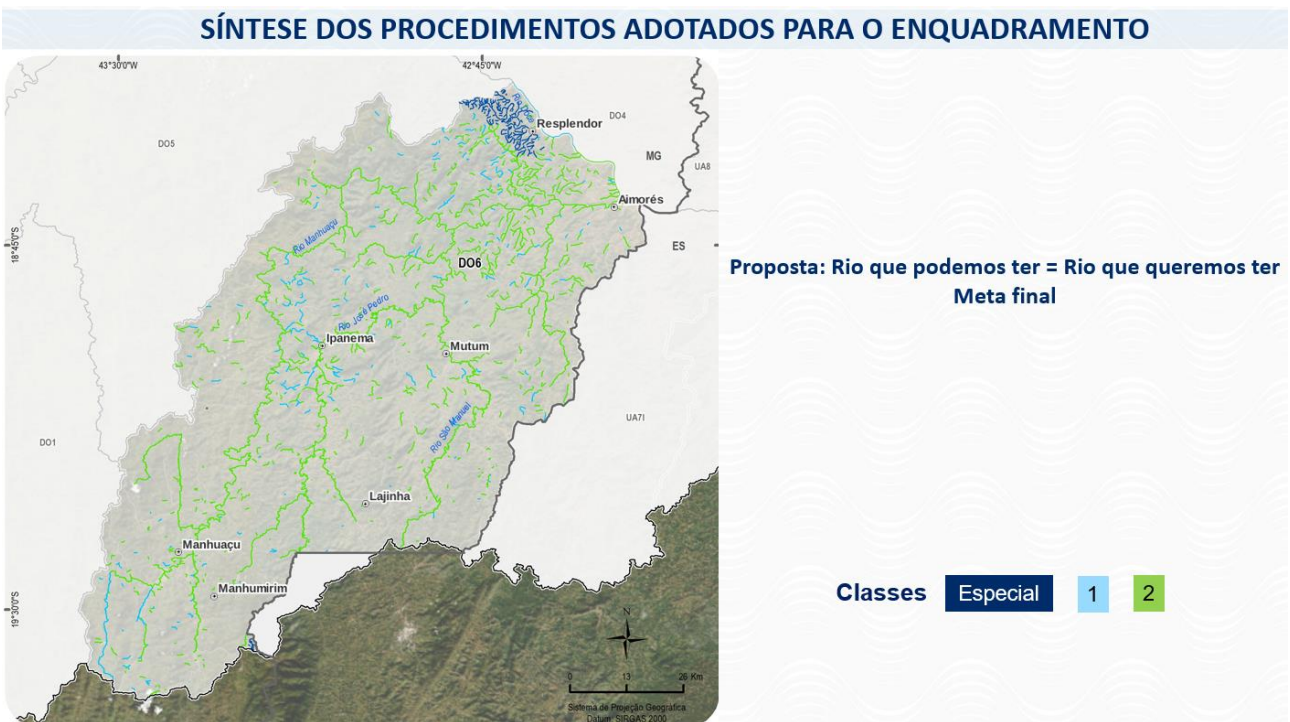 SÍNTESE DOS PROCEDIMENTOS ADOTADOS PARA O ENQUADRAMENTO
43°30'0"W
42°45'0"W
Rio Doce
Resplendor
DO4
DO5
MG
UA8
Aimorés
18°45'0"S
Rio Manhuaçu
ES
DO6
Proposta: Rio que podemos ter = Rio que queremos ter
Meta final
Rio José Pedro
Ipanema
Mutum
Rio São Manuel
UA7I
DO1
Lajinha
Manhuaçu
Manhumirim
Classes Especial 1 2
19°30'0"S
N
0 13 26 Km
Sistema de Projeção Geográfica
Datum: SIRGAS 2000